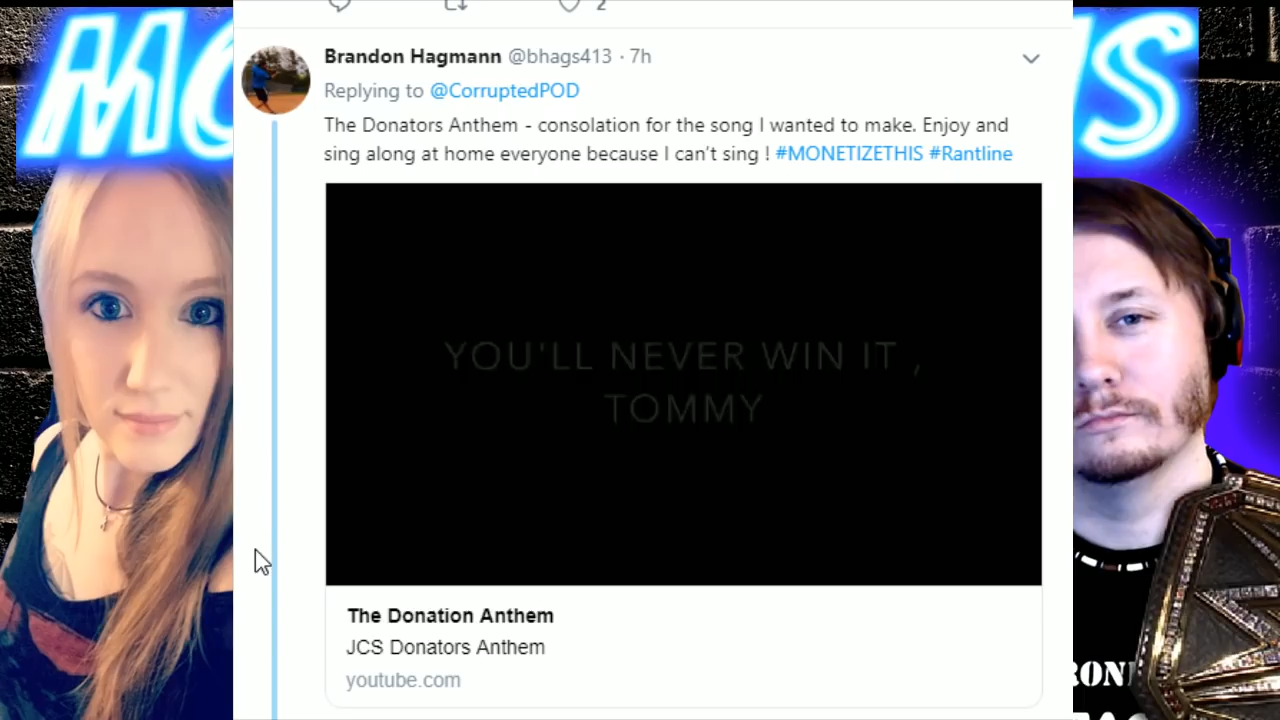 MO
S
2
Brandon Hagmann @bhags413 · 7h
Replying to @CorruptedPOD
The Donators Anthem - consolation for the song I wanted to make. Enjoy and
sing along at home everyone because I can't sing ! #MONETIZETHIS #Rantline
YOU'LL NEVER WIN IT ,
TOMMY
The Donation Anthem
JCS Donators Anthem
youtube.com